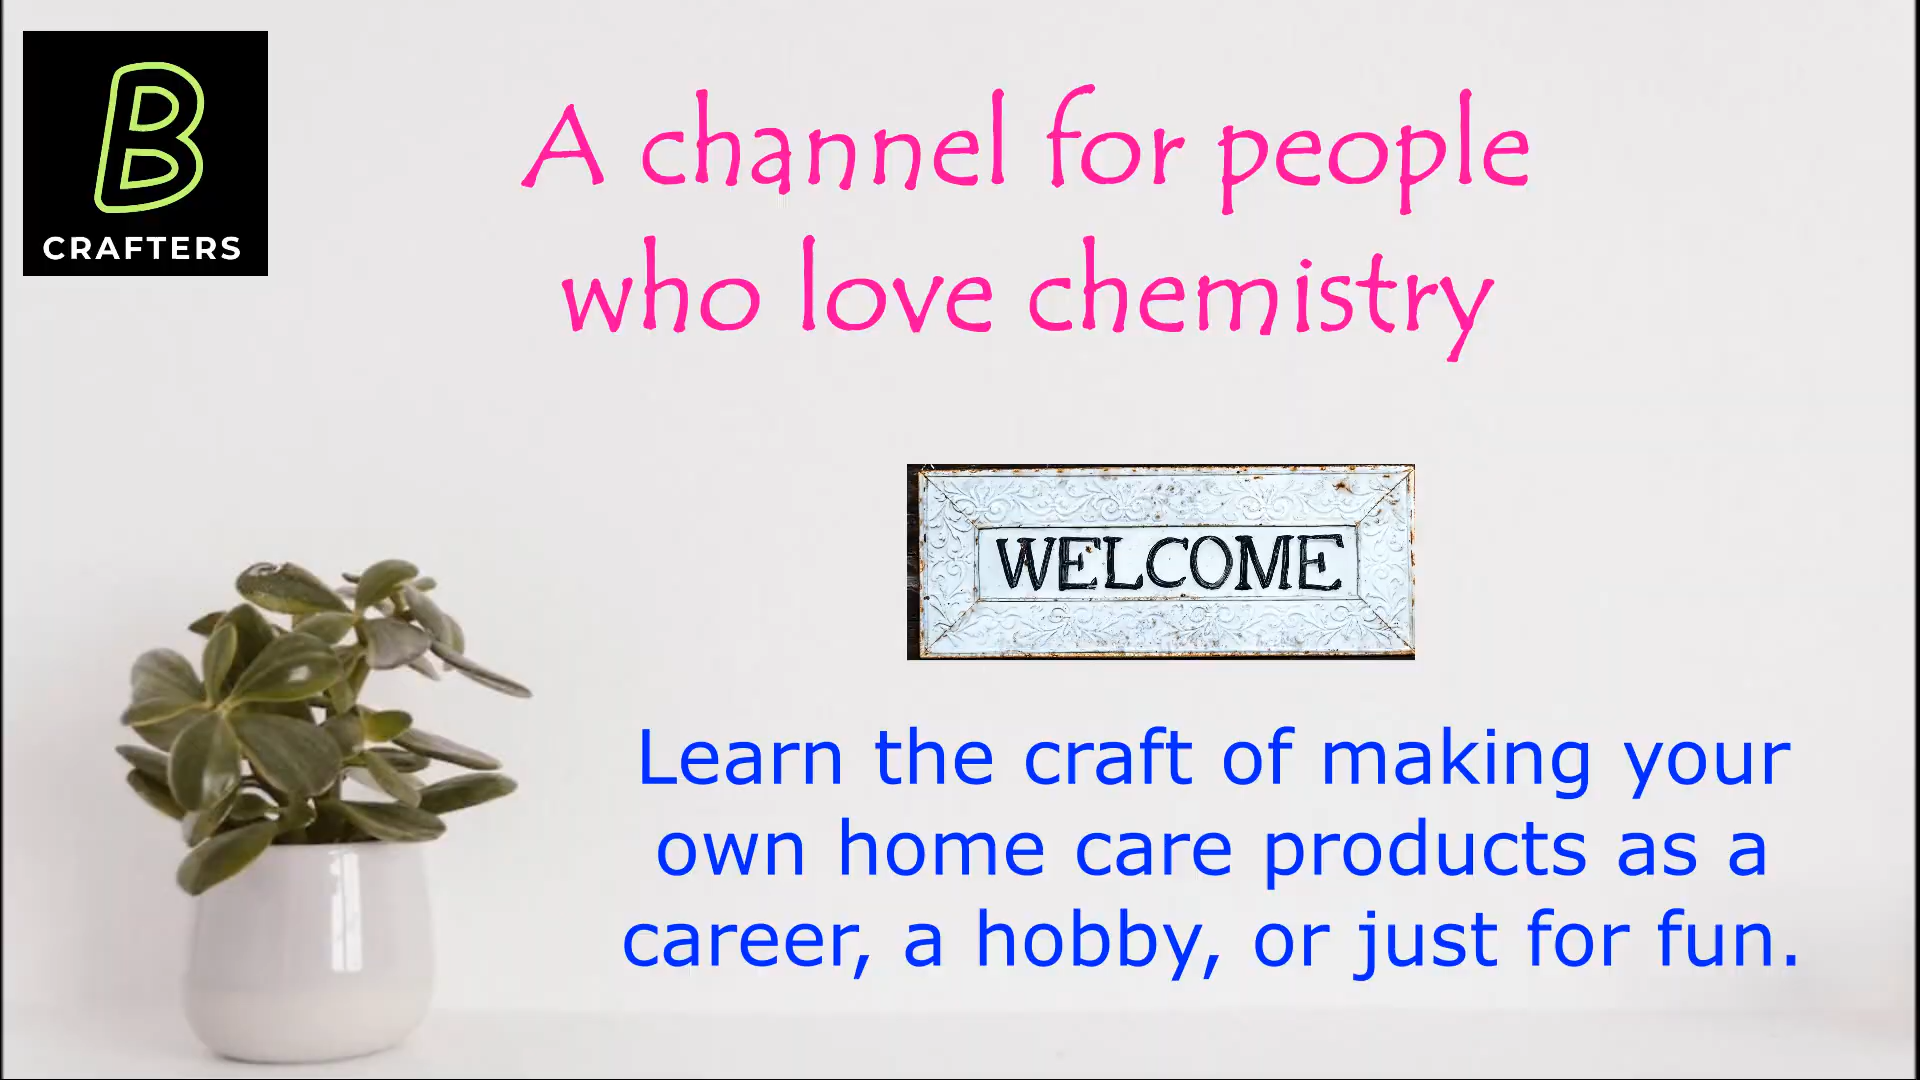 B
CRAFTERS
A channel for people
who love chemistry
WELCOME
Learn the craft of making your
own home care products as a
career, a hobby, or just for fun.